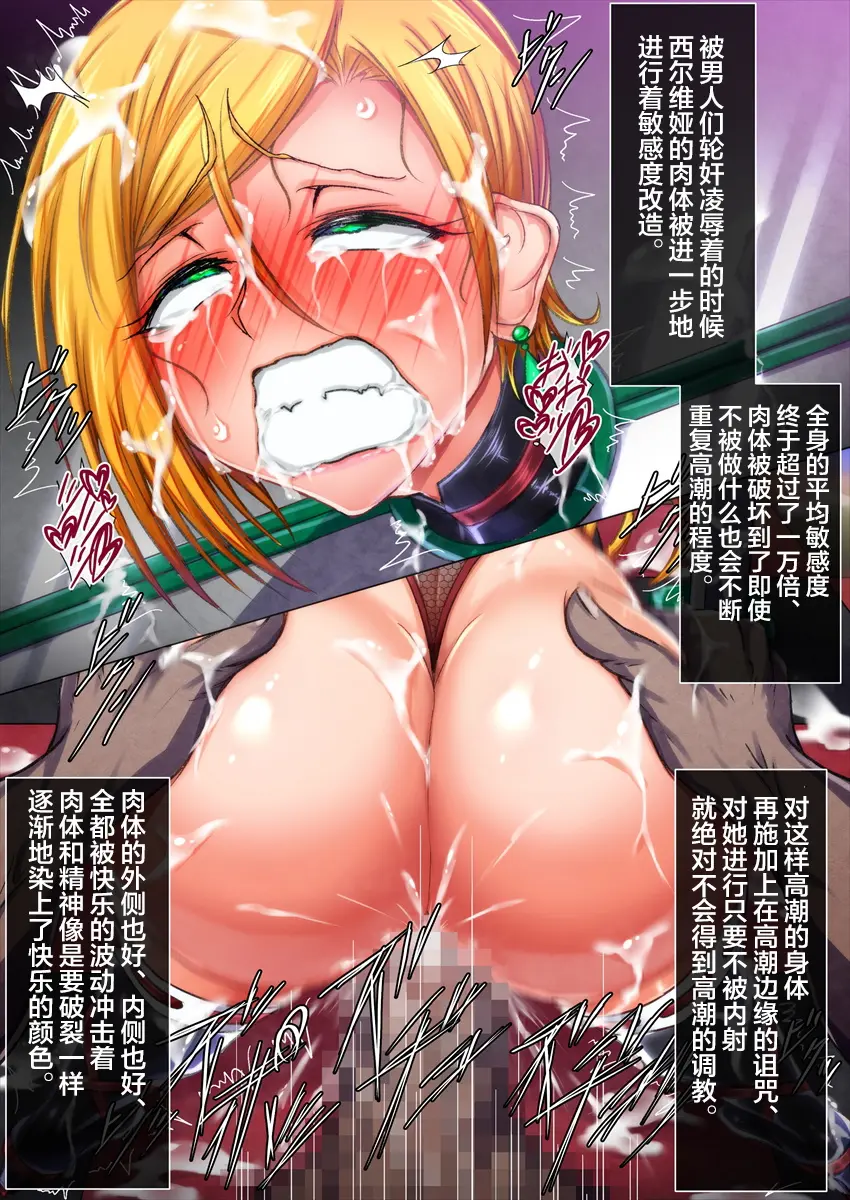 被男人们轮奸凌辱着的时候
西尔维娅的肉体被进一步地
进行着敏感度改造。
全身的平均敏感度
终于超过了一万倍、
肉体被破坏到了即使
不被做什么也会不断
重复高潮的程度。
对这样高潮的身体
再施加上在高潮边缘的诅咒、
对她进行只要不被内射
就绝对不会得到高潮的调教。
肉体的外侧也好、内侧也好、
全都被快乐的波动冲击着
肉体和精神像是要破裂一样
逐渐地染上了快乐的颜色。